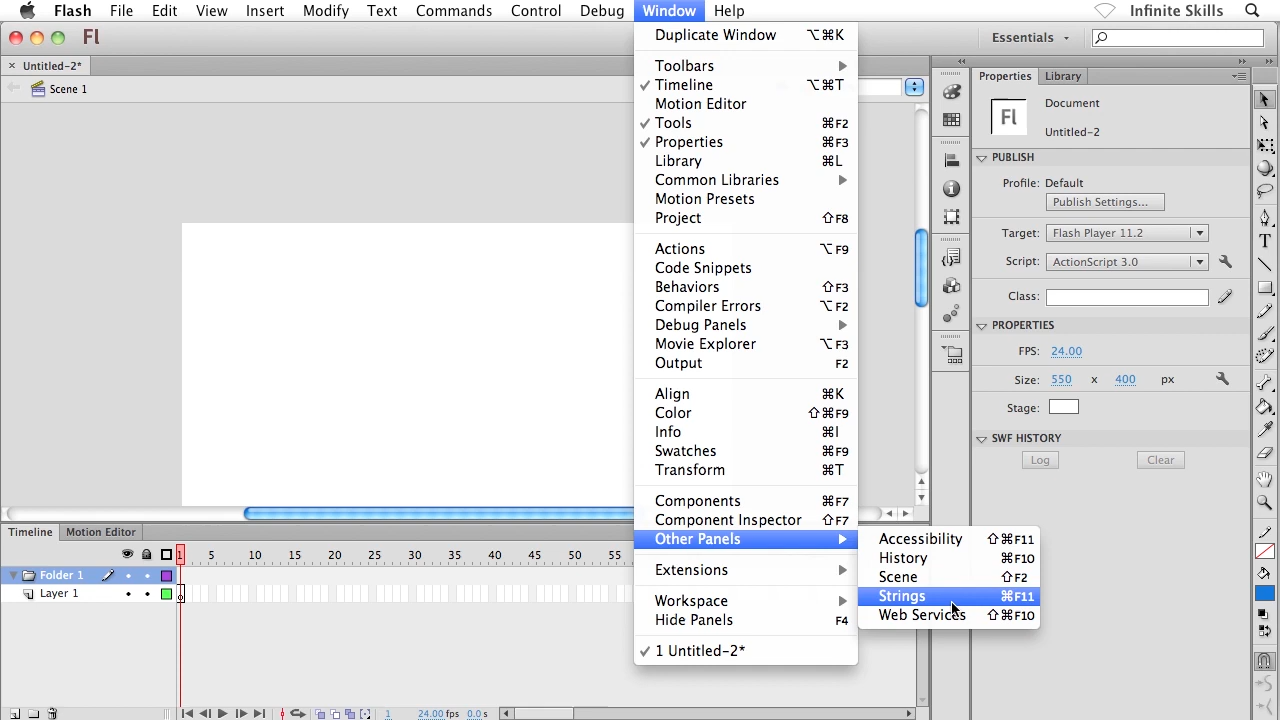 Flash File Edit View Insert Modify Text Commands Control Debug Window Help Infinite Skills
Fl Essentials
Untitled-2*
Scene 1
Duplicate Window ⌥⌘K
Toolbars
Timeline ⌥⌘T
Motion Editor
Tools ⌘F2
Properties ⌘F3
Library ⌘L
Common Libraries
Motion Presets
Project ⇧F8
Actions ⌥F9
Code Snippets
Behaviors ⇧F3
Compiler Errors ⌥F2
Debug Panels
Movie Explorer ⌥F3
Output F2
Align ⌘K
Color ⇧⌘F9
Info ⌘I
Swatches ⌘F9
Transform ⌘T
Components ⌘F7
Component Inspector ⇧F7
Other Panels
Extensions
Workspace
Hide Panels F4
1 Untitled-2*
Accessibility ⇧⌘F11
History ⌘F10
Scene ⇧F2
Strings ⌘F11
Web Services ⇧⌘F10
Properties Library
Fl
Document
Untitled-2
PUBLISH
Profile: Default
Publish Settings...
Target: Flash Player 11.2
Script: ActionScript 3.0
Class:
PROPERTIES
FPS: 24.00
Size: 550 x 400 px
Stage:
SWF HISTORY
Log Clear
Timeline Motion Editor
1 5 10 15 20 25 30 35 40 45 50 55
Folder 1
Layer 1
1 24.00 fps 0.0 s